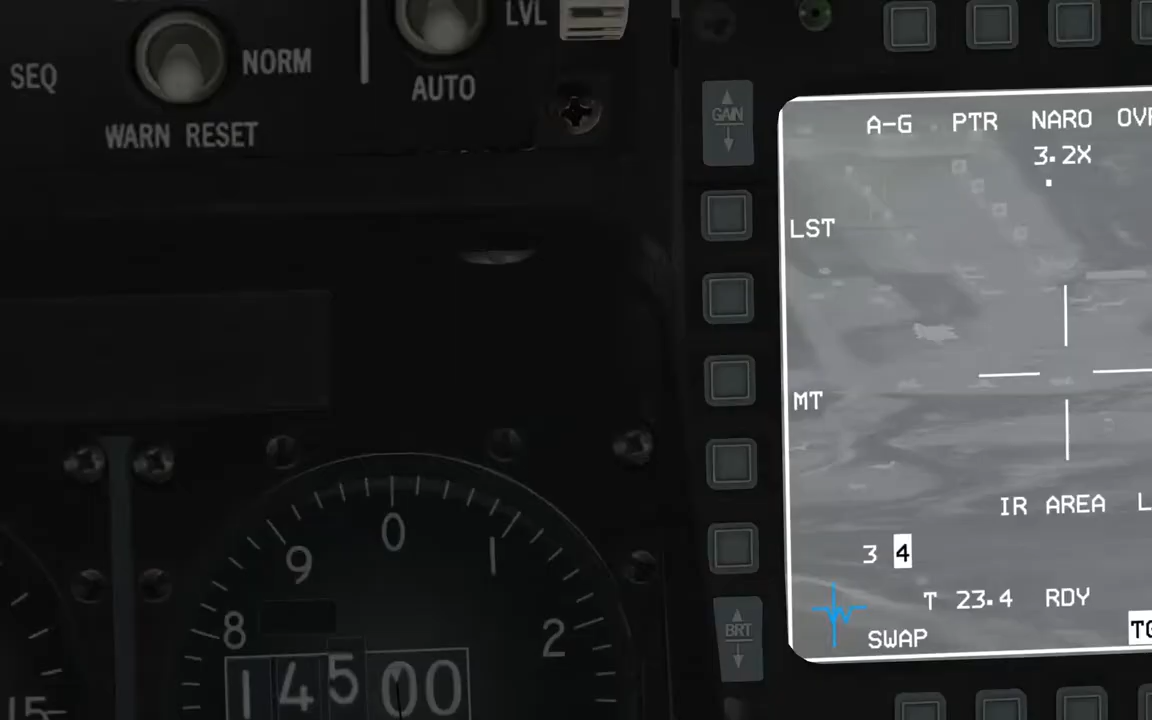 LVL
SEQ
NORM
AUTO
WARN RESET
GAIN
A-G PTR NARO
3.2X
LST
MT
IR AREA
3 4
T 23.4 RDY
SWAP
BRT
0
1
2
8
9
14500
15